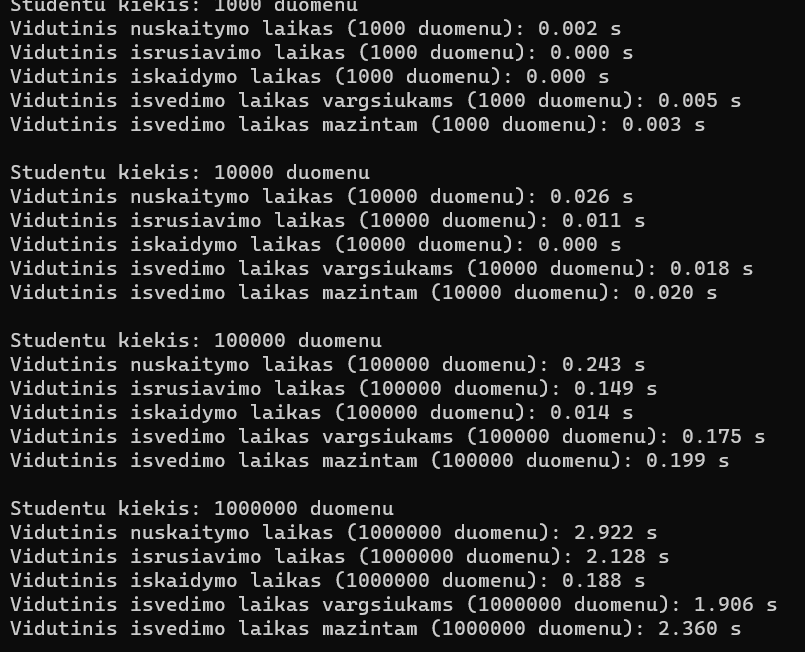 Studentu kiekis: 1000 duomenu
Vidutinis nuskaitymo laikas (1000 duomenu): 0.002 s
Vidutinis isrusiavimo laikas (1000 duomenu): 0.000 s
Vidutinis iskaidymo laikas (1000 duomenu): 0.000 s
Vidutinis isvedimo laikas vargsiukams (1000 duomenu): 0.005 s
Vidutinis isvedimo laikas mazintam (1000 duomenu): 0.003 s
Studentu kiekis: 10000 duomenu
Vidutinis nuskaitymo laikas (10000 duomenu): 0.026 s
Vidutinis isrusiavimo laikas (10000 duomenu): 0.011 s
Vidutinis iskaidymo laikas (10000 duomenu): 0.000 s
Vidutinis isvedimo laikas vargsiukams (10000 duomenu): 0.018 s
Vidutinis isvedimo laikas mazintam (10000 duomenu): 0.020 s
Studentu kiekis: 100000 duomenu
Vidutinis nuskaitymo laikas (100000 duomenu): 0.243 s
Vidutinis isrusiavimo laikas (100000 duomenu): 0.149 s
Vidutinis iskaidymo laikas (100000 duomenu): 0.014 s
Vidutinis isvedimo laikas vargsiukams (100000 duomenu): 0.175 s
Vidutinis isvedimo laikas mazintam (100000 duomenu): 0.199 s
Studentu kiekis: 1000000 duomenu
Vidutinis nuskaitymo laikas (1000000 duomenu): 2.922 s
Vidutinis isrusiavimo laikas (1000000 duomenu): 2.128 s
Vidutinis iskaidymo laikas (1000000 duomenu): 0.188 s
Vidutinis isvedimo laikas vargsiukams (1000000 duomenu): 1.906 s
Vidutinis isvedimo laikas mazintam (1000000 duomenu): 2.360 s